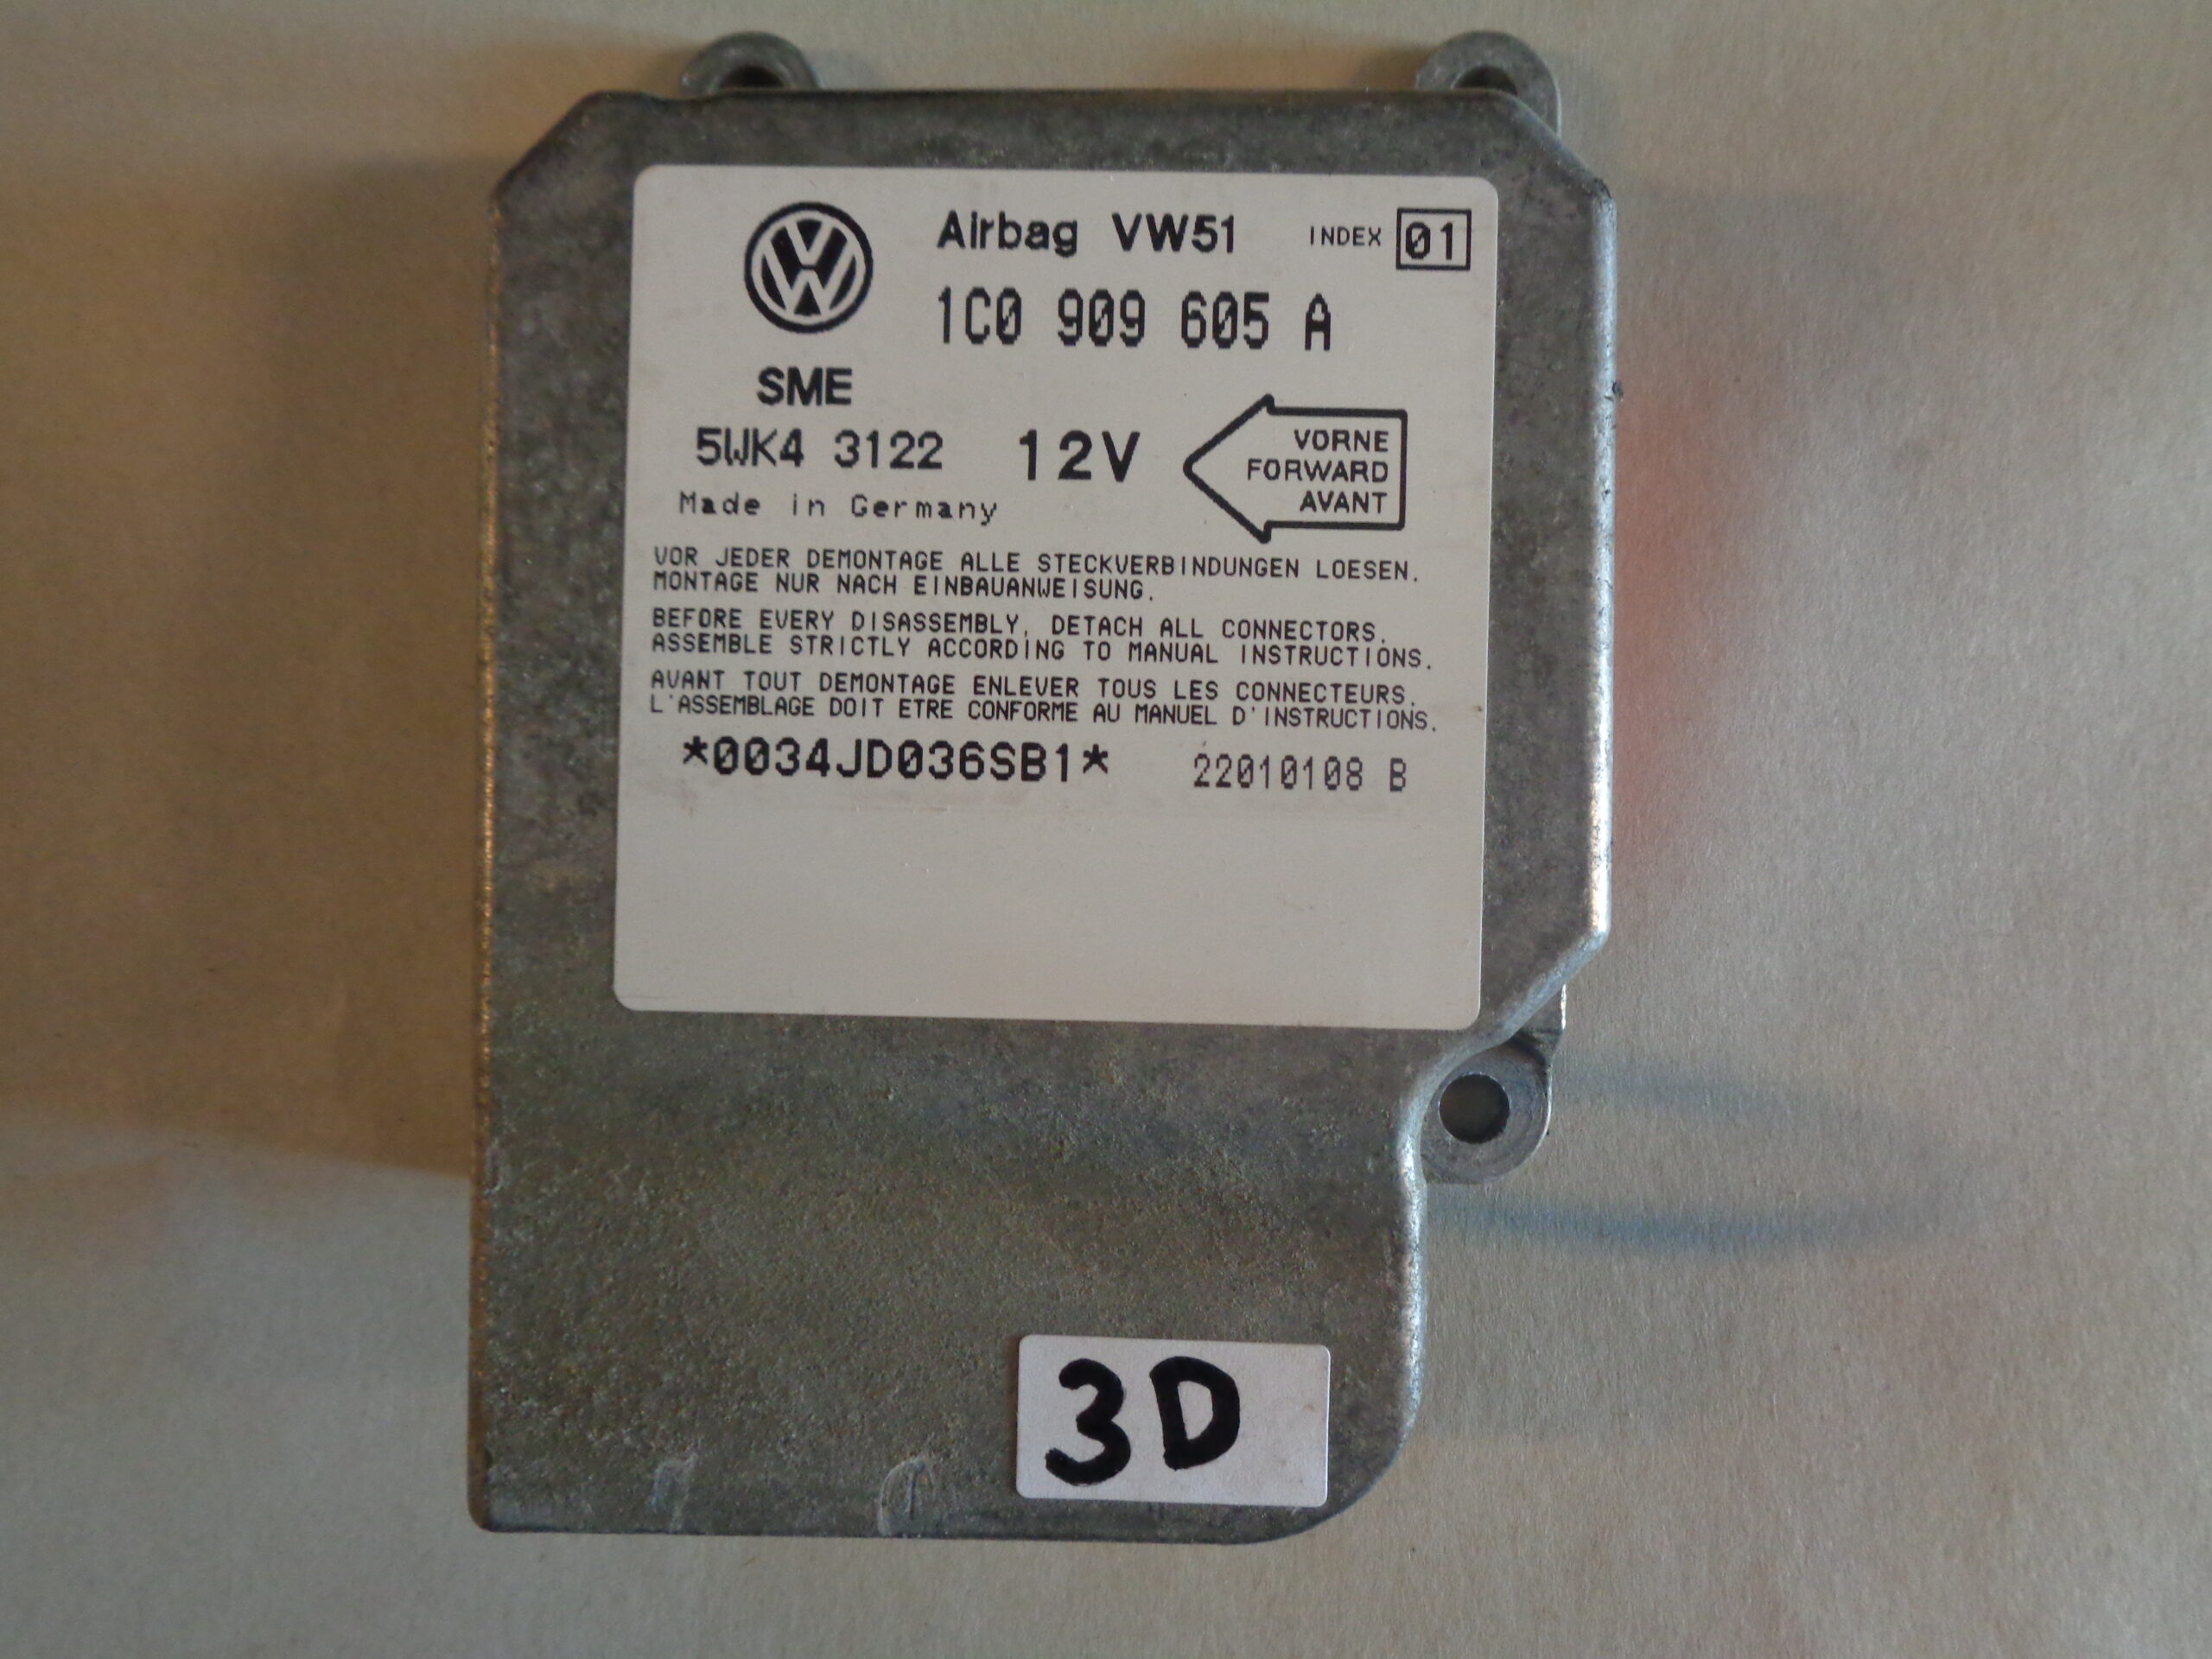 Airbag VW51 INDEX 01
1C0 909 605 A
SME
5WK4 3122 12V
VORNE
FORWARD
AVANT
Made in Germany
VOR JEDER DEMONTAGE ALLE STECKVERBINDUNGEN LOESEN.
MONTAGE NUR NACH EINBAUANWEISUNG.
BEFORE EVERY DISASSEMBLY, DETACH ALL CONNECTORS.
ASSEMBLE STRICTLY ACCORDING TO MANUAL INSTRUCTIONS.
AVANT TOUT DEMONTAGE ENLEVER TOUS LES CONNECTEURS.
L'ASSEMBLAGE DOIT ETRE CONFORME AU MANUEL D'INSTRUCTIONS.
*0034JD036SB1* 22010108 B
3D